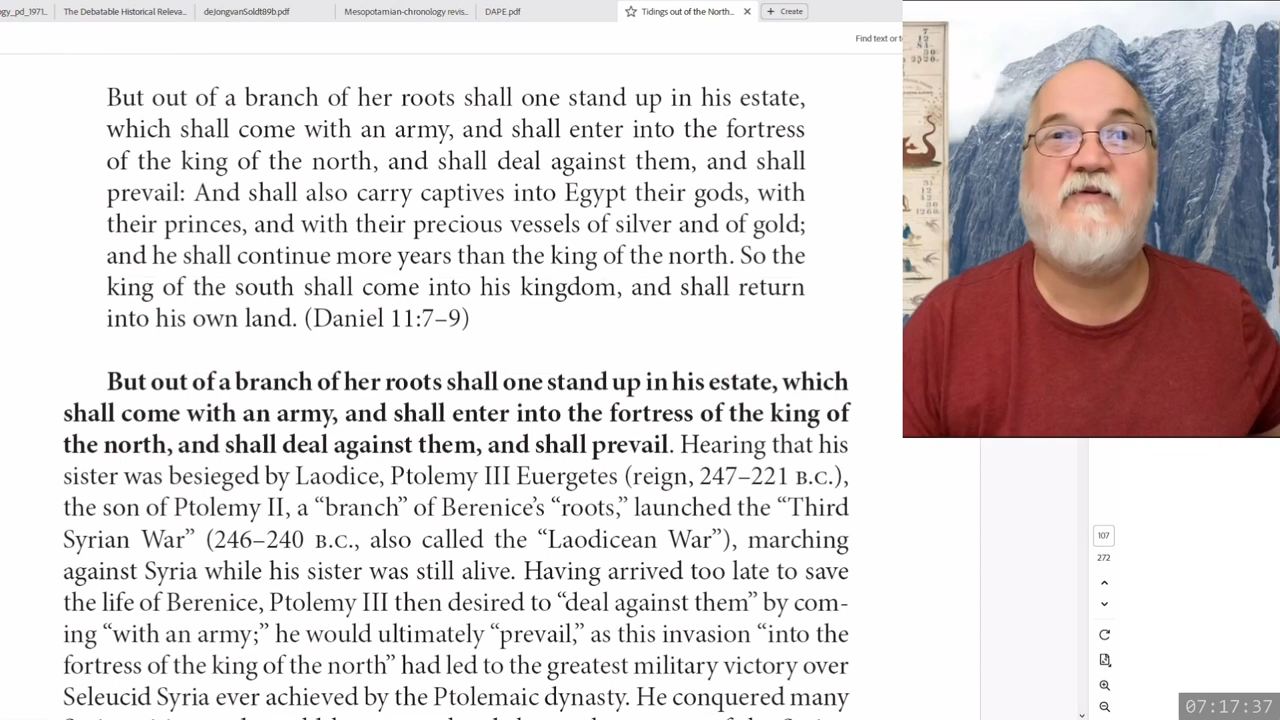 gy_pd_1971..
The Debatable Historical Releva..
deJongvanSoldt89b.pdf
Mesopotamian-chronology revis..
DAPE.pdf
Tidings out of the North...
Create
Find text or t
But out of a branch of her roots shall one stand up in his estate,
which shall come with an army, and shall enter into the fortress
of the king of the north, and shall deal against them, and shall
prevail: And shall also carry captives into Egypt their gods, with
their princes, and with their precious vessels of silver and of gold;
and he shall continue more years than the king of the north. So the
king of the south shall come into his kingdom, and shall return
into his own land. (Daniel 11:7–9)
But out of a branch of her roots shall one stand up in his estate, which
shall come with an army, and shall enter into the fortress of the king of
the north, and shall deal against them, and shall prevail. Hearing that his
sister was besieged by Laodice, Ptolemy III Euergetes (reign, 247–221 B.C.),
the son of Ptolemy II, a “branch” of Berenice’s “roots,” launched the “Third
Syrian War” (246–240 B.C., also called the “Laodicean War”), marching
against Syria while his sister was still alive. Having arrived too late to save
the life of Berenice, Ptolemy III then desired to “deal against them” by com-
ing “with an army;” he would ultimately “prevail,” as this invasion “into the
fortress of the king of the north” had led to the greatest military victory over
Seleucid Syria ever achieved by the Ptolemaic dynasty. He conquered many
107
272
07:17:37